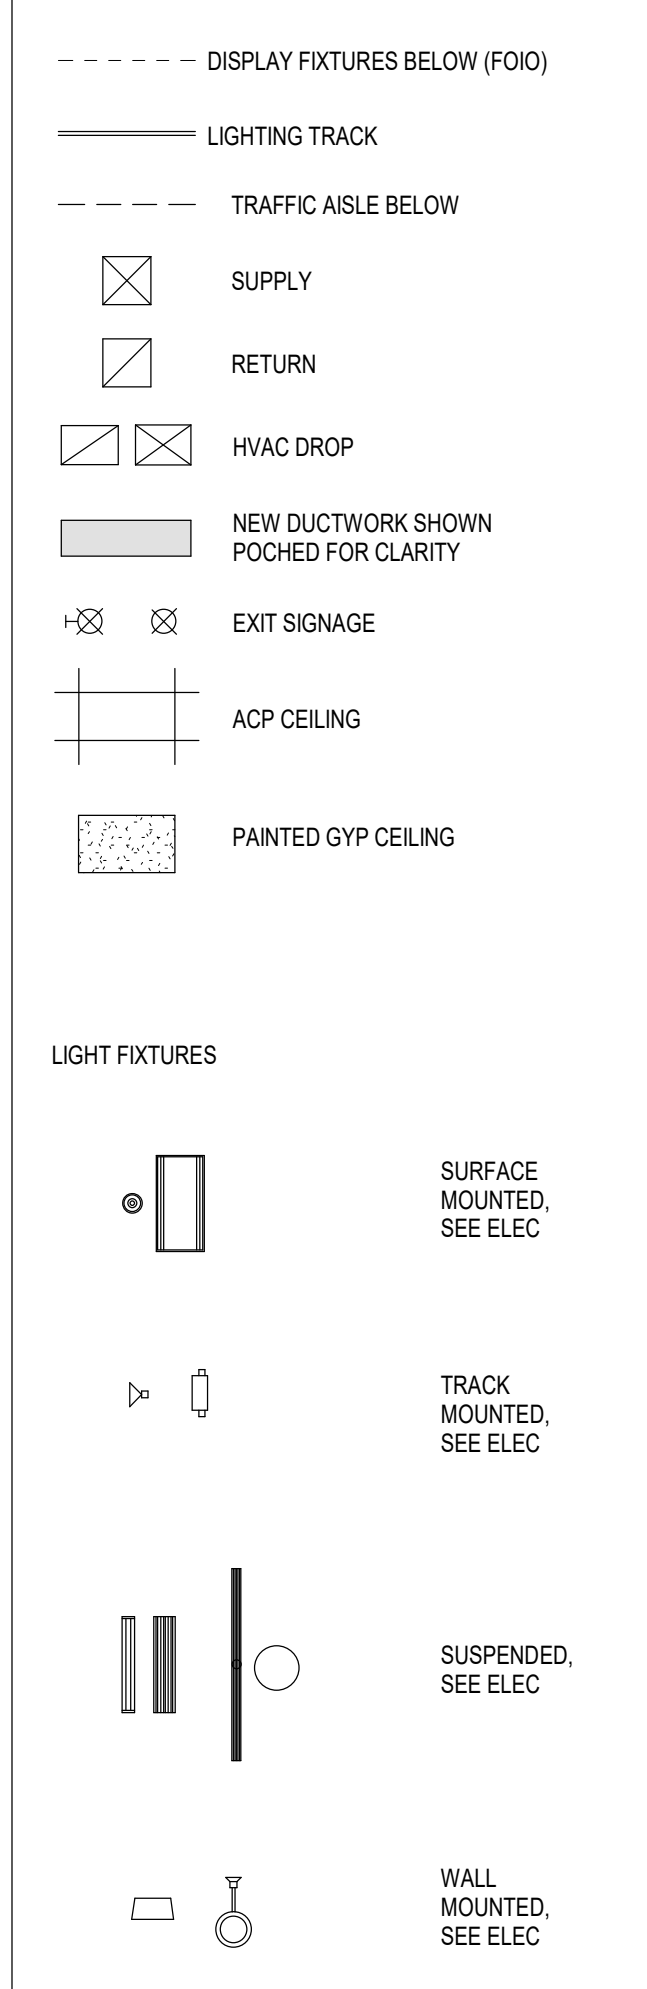 DISPLAY FIXTURES BELOW (FOIO)
LIGHTING TRACK
TRAFFIC AISLE BELOW
SUPPLY
RETURN
HVAC DROP
NEW DUCTWORK SHOWN
POCHED FOR CLARITY
EXIT SIGNAGE
ACP CEILING
PAINTED GYP CEILING
LIGHT FIXTURES
SURFACE
MOUNTED,
SEE ELEC
TRACK
MOUNTED,
SEE ELEC
SUSPENDED,
SEE ELEC
WALL
MOUNTED,
SEE ELEC